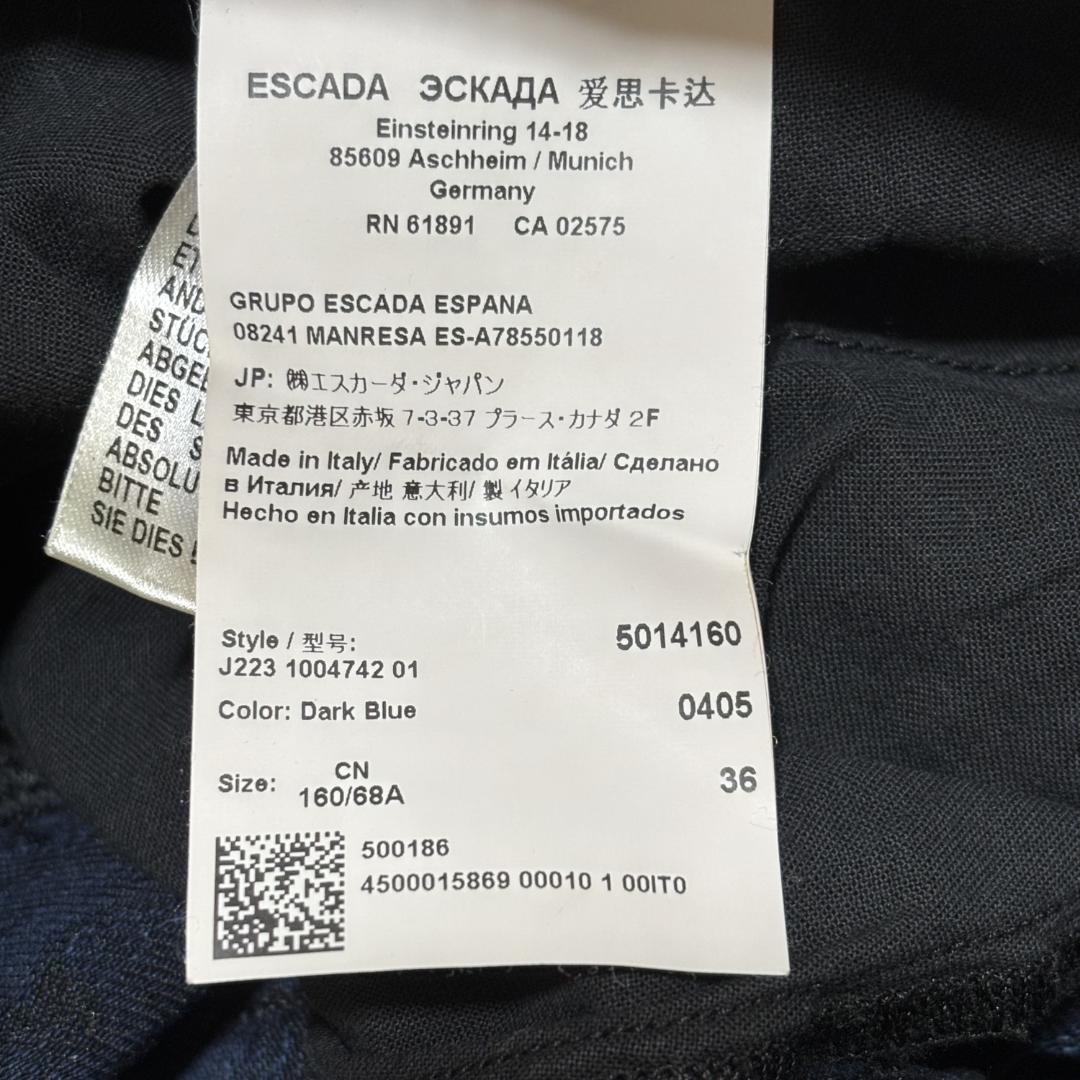 ESCADA ЭСКАДА 爱思卡达
Einsteinring 14-18
85609 Aschheim / Munich
Germany
RN 61891 CA 02575
GRUPO ESCADA ESPANA
08241 MANRESA ES-A78550118
JP: ㈱エスカーダ・ジャパン
東京都港区赤坂 7-3-37 プラース・カナダ 2F
Made in Italy/ Fabricado em Itália/ Сделано
в Италия/ 产地 意大利/ 製 イタリア
Hecho en Italia con insumos importados
Style / 型号: 5014160
J223 1004742 01
Color: Dark Blue 0405
Size: CN 36
160/68A
500186
4500015869 00010 1 00IT0
DIES
DES
BITTE
SIE DIES